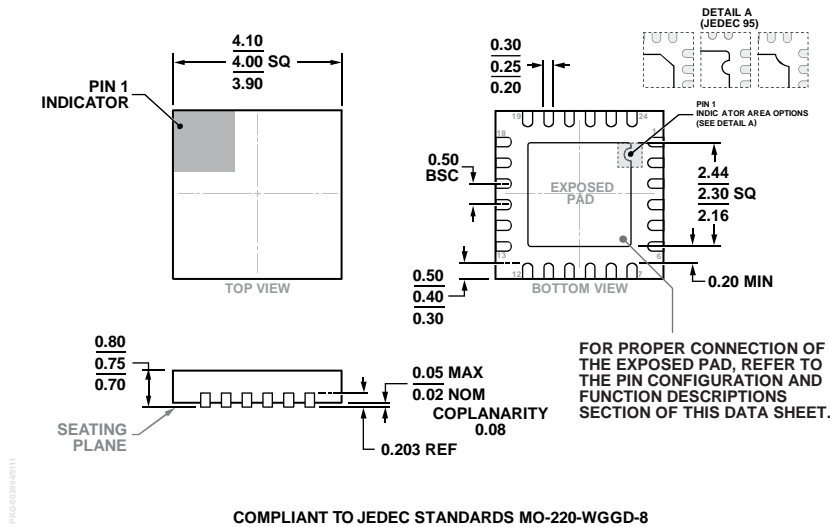 DETAIL A
(JEDEC 95)
4.10
4.00 SQ
3.90
0.30
0.25
0.20
PIN 1
INDICATOR
PIN 1
INDIC ATOR AREA OPTIONS
(SEE DETAIL A)
19
24
18
1
0.50
BSC
EXPOSED
PAD
2.44
2.30 SQ
2.16
13
6
12
7
0.50
0.40
0.30
0.20 MIN
TOP VIEW
BOTTOM VIEW
0.80
0.75
0.70
0.05 MAX
0.02 NOM
COPLANARITY
0.08
SEATING
PLANE
0.203 REF
FOR PROPER CONNECTION OF
THE EXPOSED PAD, REFER TO
THE PIN CONFIGURATION AND
FUNCTION DESCRIPTIONS
SECTION OF THIS DATA SHEET.
PKG-003994/5111
COMPLIANT TO JEDEC STANDARDS MO-220-WGGD-8